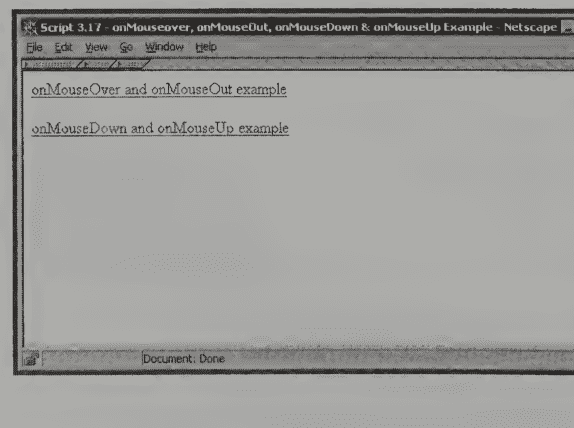 Script 3.17 - onMouseover, onMouseOut, onMouseDown & onMouseUp Example - Netscape
File Edit View Go Window Help
onMouseOver and onMouseOut example
onMouseDown and onMouseUp example
Document: Done